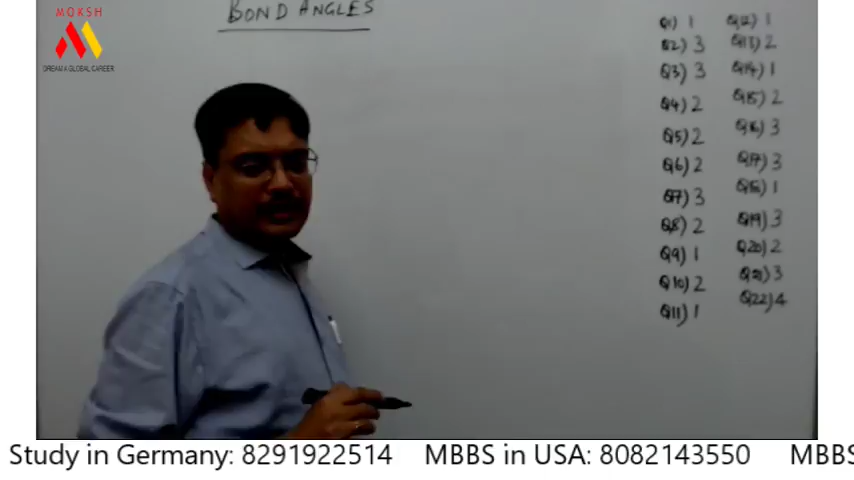 MOKSH
DREAM A GLOBAL CAREER
BOND ANGLES
Q1) 1
Q2) 3
Q3) 3
Q4) 2
Q5) 2
Q6) 2
Q7) 3
Q8) 2
Q9) 1
Q10) 2
Q11) 1
Q12) 1
Q13) 2
Q14) 1
Q15) 2
Q16) 3
Q17) 3
Q18) 1
Q19) 3
Q20) 2
Q21) 3
Q22) 4
Study in Germany: 8291922514 MBBS in USA: 8082143550 MBBS